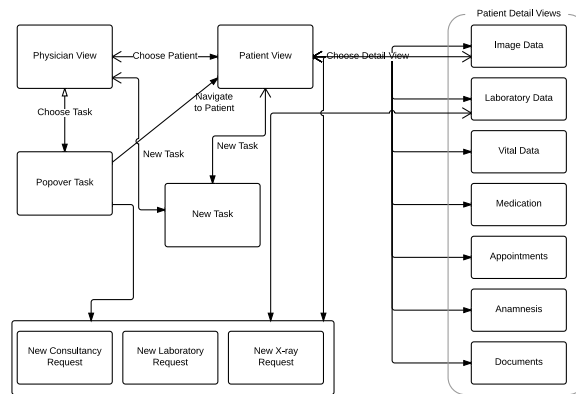 Patient Detail Views
Physician View
Choose Patient
Patient View
Choose Detail View
Image Data
Laboratory Data
Choose Task
Navigate
to Patient
New Task
New Task
Vital Data
Popover Task
New Task
Medication
Appointments
Anamnesis
New Consultancy
Request
New Laboratory
Request
New X-ray
Request
Documents